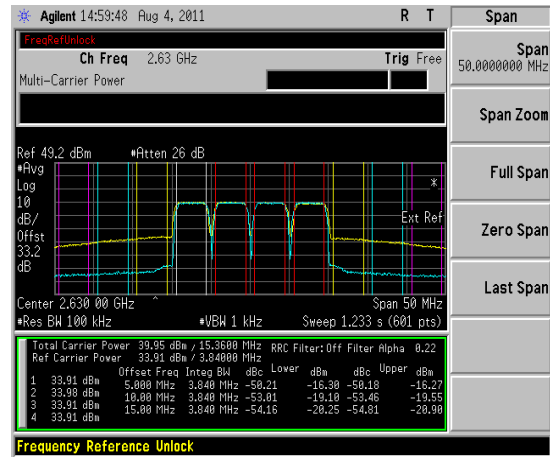 Agilent 14:59:48 Aug 4, 2011 R T Span
FreqRefUnlock
Ch Freq 2.63 GHz Trig Free
Multi-Carrier Power
Span
50.0000000 MHz
Span Zoom
Full Span
Zero Span
Last Span
Ref 49.2 dBm #Atten 26 dB
#Avg
Log
10
dB/
Offst
33.2
dB
*
Ext Ref
Center 2.630 00 GHz ^ Span 50 MHz
#Res BW 100 kHz #VBW 1 kHz Sweep 1.233 s (601 pts)
Total Carrier Power 39.95 dBm / 15.3600 MHz RRC Filter: Off Filter Alpha 0.22
Ref Carrier Power 33.91 dBm / 3.84000 MHz
Offset Freq Integ BW dBc Lower dBm dBc Upper dBm
1 33.91 dBm 5.000 MHz 3.840 MHz -50.21 -16.30 -50.18 -16.27
2 33.98 dBm 10.00 MHz 3.840 MHz -53.01 -19.10 -53.46 -19.55
3 33.91 dBm 15.00 MHz 3.840 MHz -54.16 -20.25 -54.81 -20.90
4 33.91 dBm
Frequency Reference Unlock